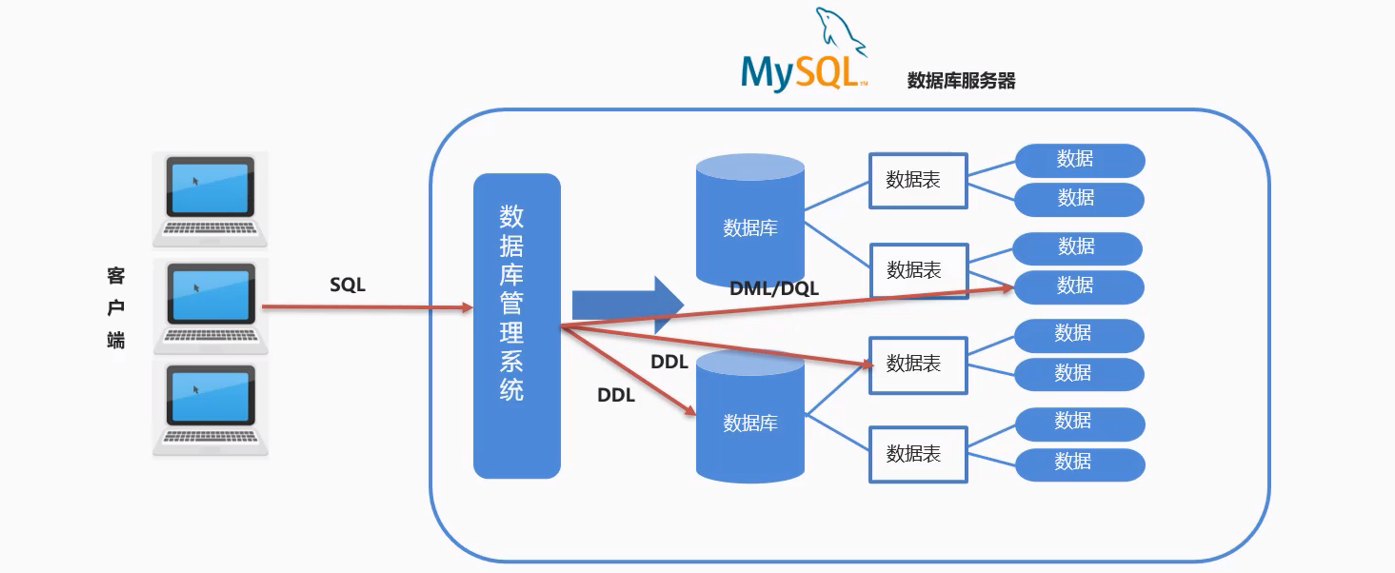 MySQL™
数据库服务器
客户端
SQL
数据库管理系统
数据库
数据表
数据
数据
数据表
数据
数据
DML/DQL
DDL
DDL
数据库
数据表
数据
数据
数据表
数据
数据